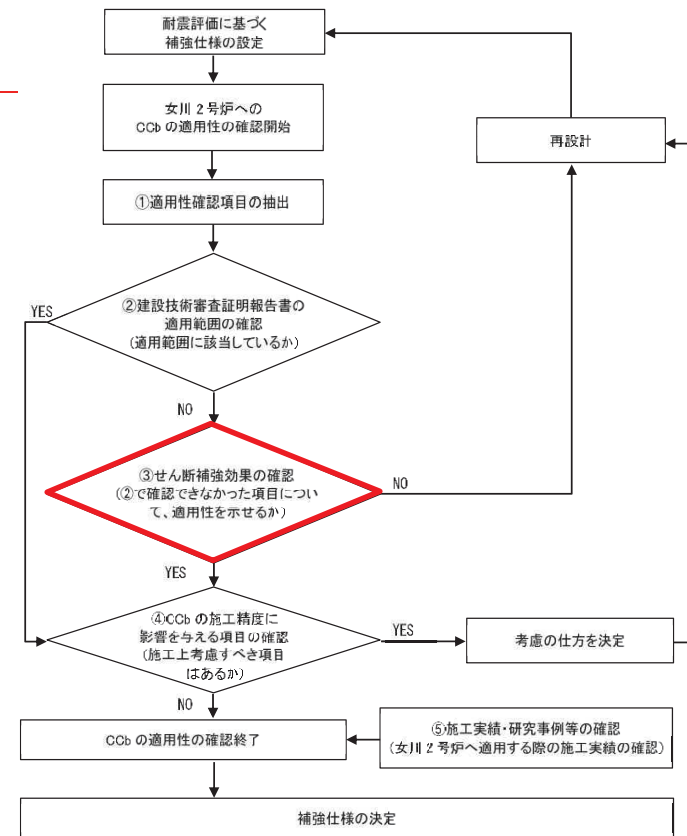 耐震評価に基づく
補強仕様の設定
女川2号炉への
CCbの適用性の確認開始
再設計
①適用性確認項目の抽出
YES
②建設技術審査証明報告書の
適用範囲の確認
(適用範囲に該当しているか)
NO
③せん断補強効果の確認
(②で確認できなかった項目につい
て、適用性を示せるか)
NO
YES
④CCbの施工精度に
影響を与える項目の確認
(施工上考慮すべき項目
はあるか)
YES
考慮の仕方を決定
NO
CCbの適用性の確認終了
⑤施工実績・研究事例等の確認
(女川2号炉へ適用する際の施工実績の確認)
補強仕様の決定